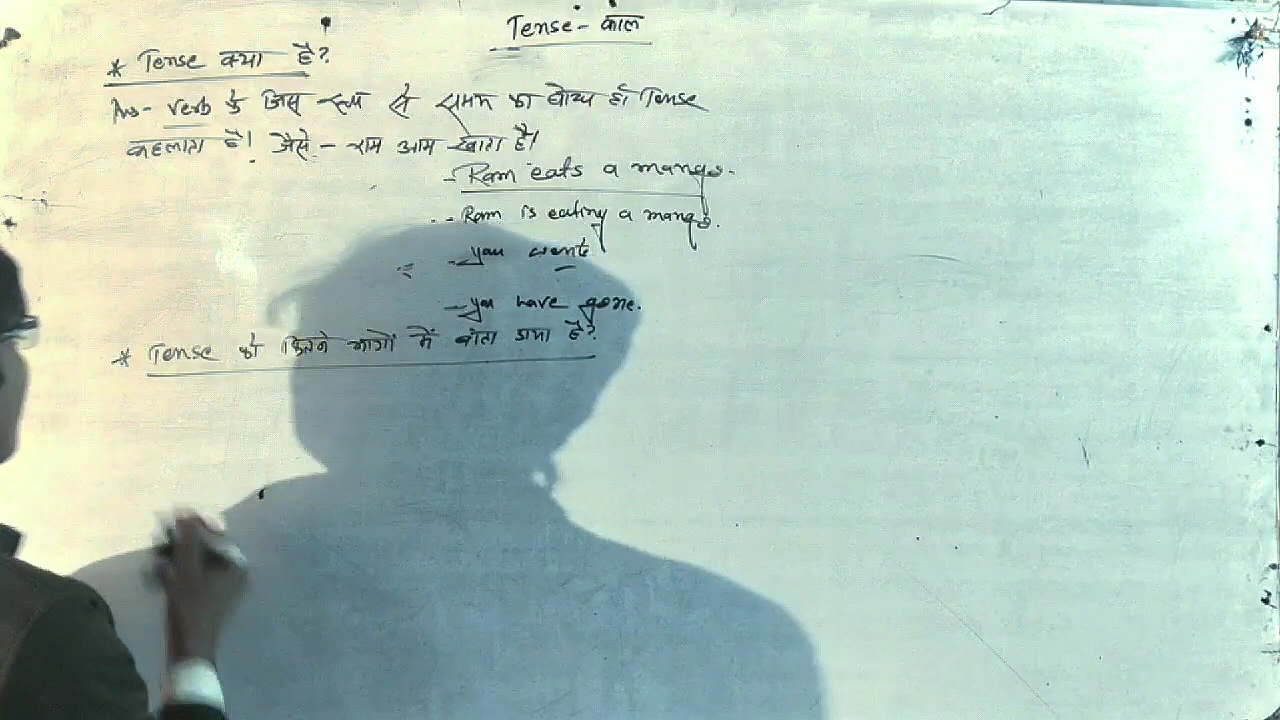 Tense - काल
* Tense क्या है?
Ans - Verb के जिस रूप से समय का बोध हो Tense
कहलाता है। जैसे - राम आम खाता है।
- Ram eats a mango.
- Ram is eating a mango.
- you went
- you have gone.
* Tense को कितने भागों में बांटा गया है?